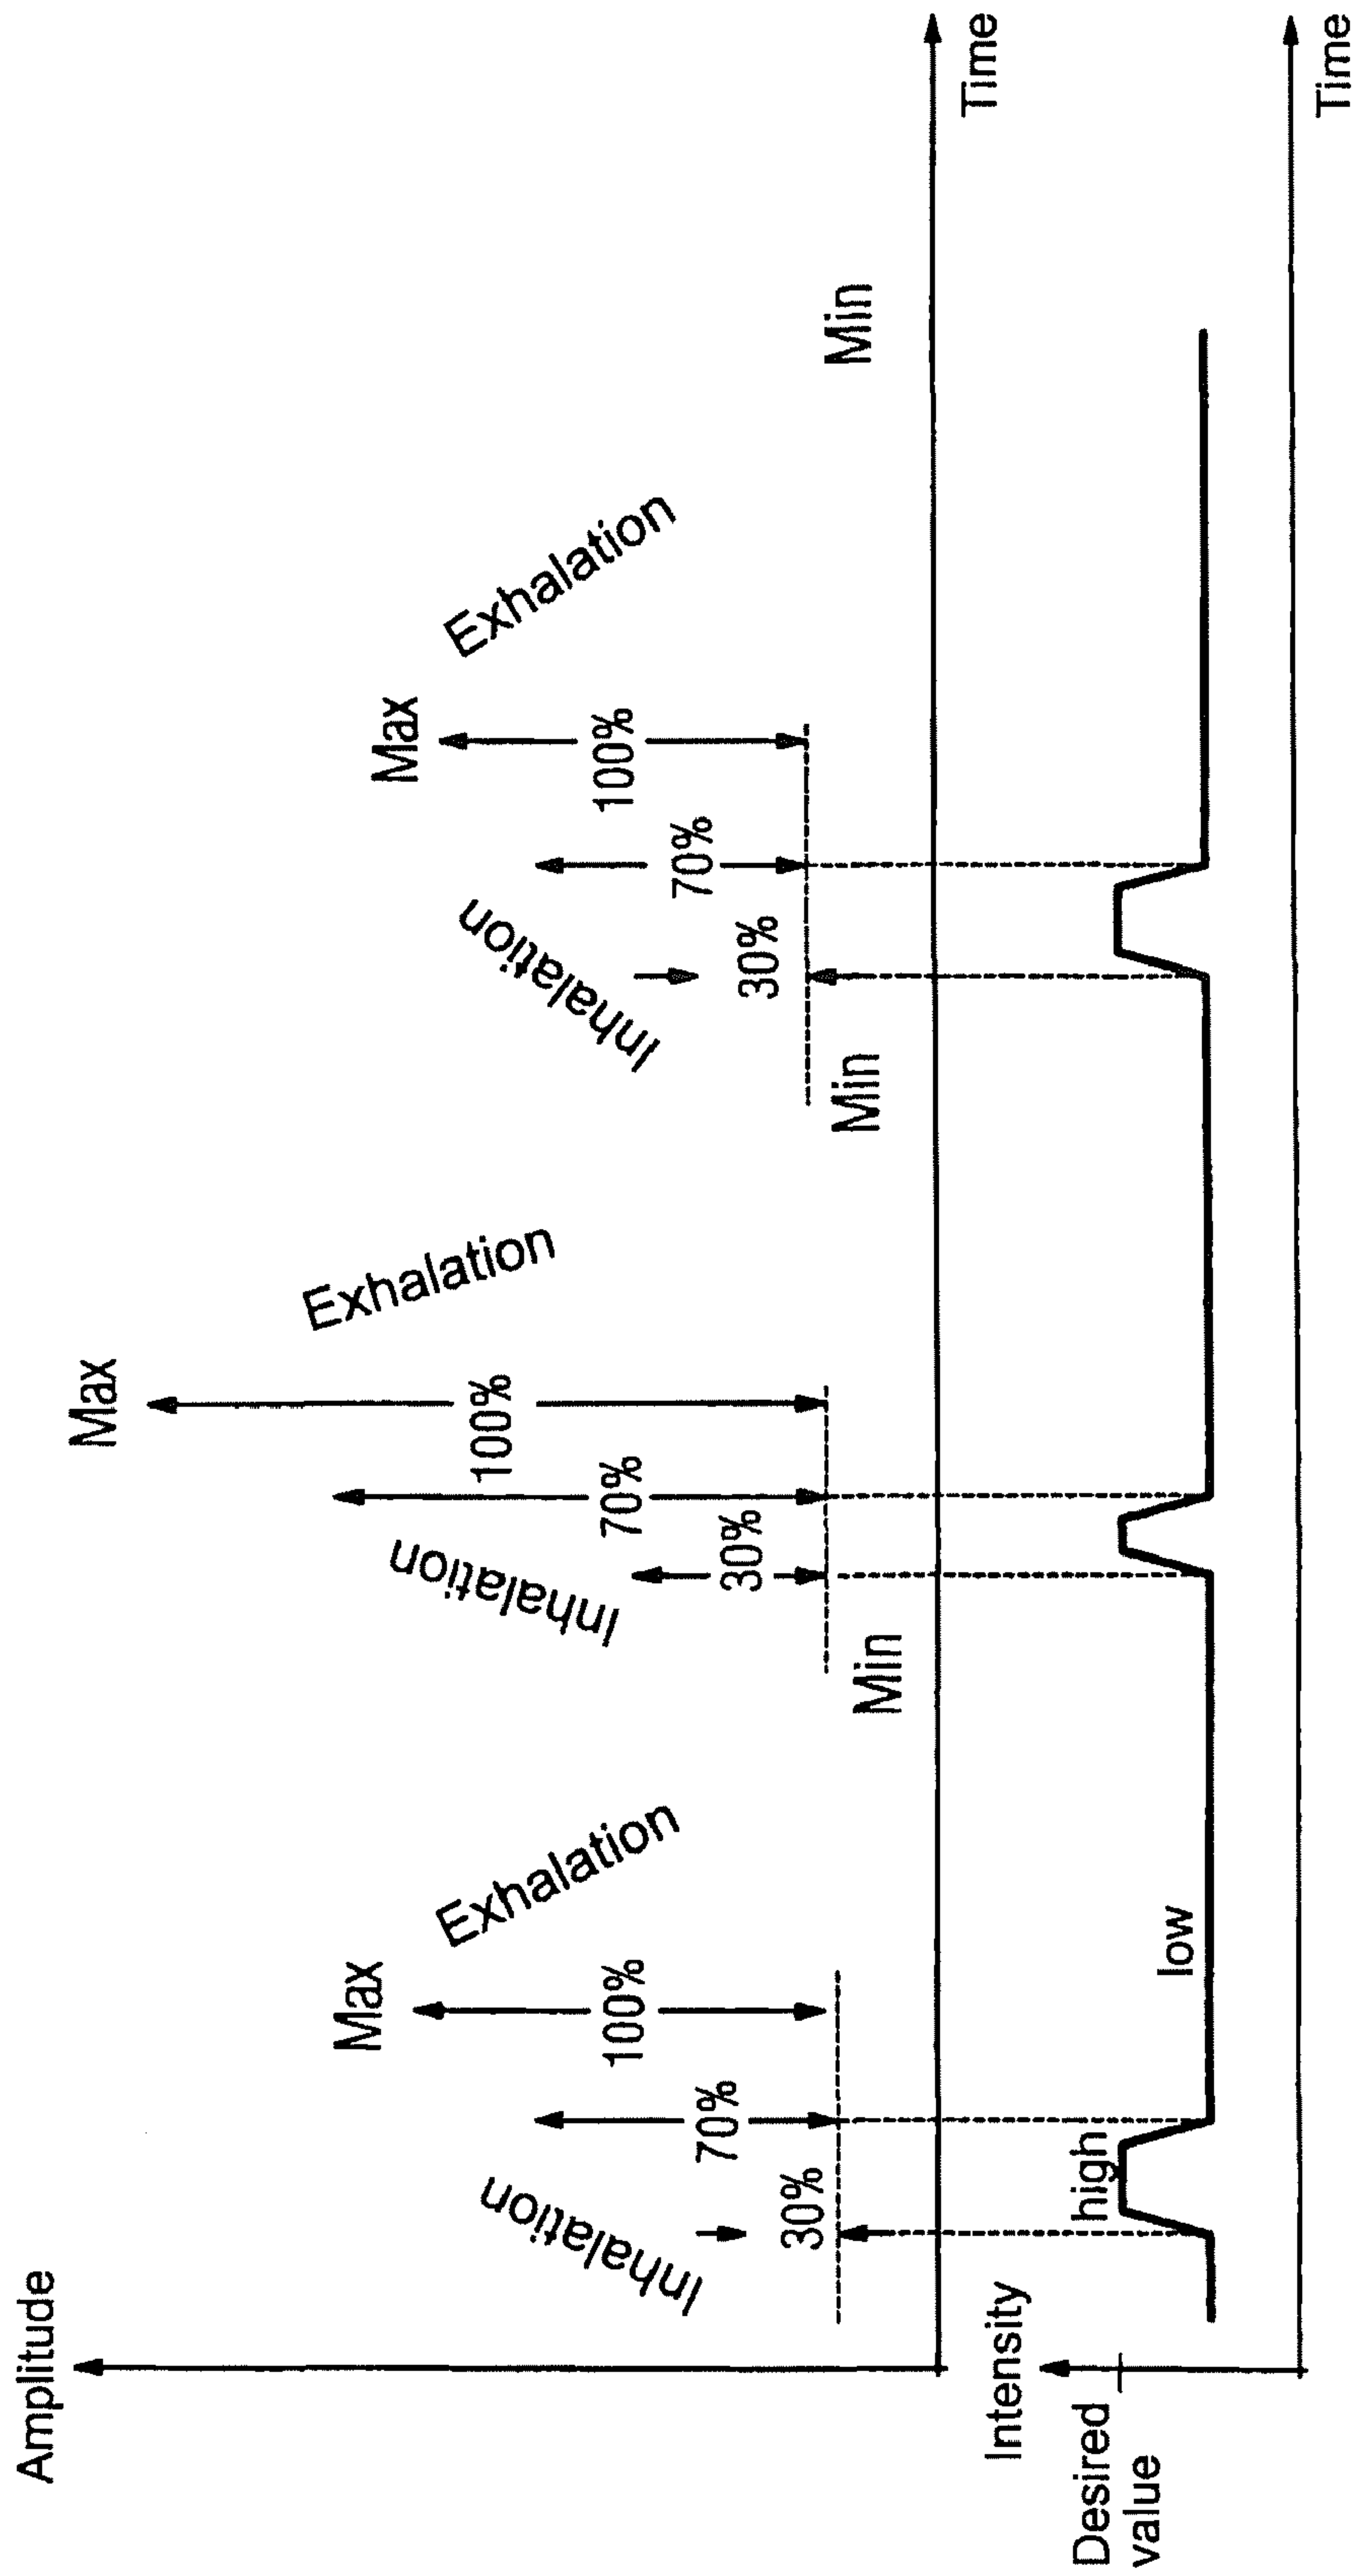 Amplitude
Inhalation
30%
70%
Max
100%
Exhalation
Min
Inhalation
30%
70%
Max
100%
Exhalation
Min
Inhalation
30%
70%
Max
100%
Exhalation
Min
Time
Intensity
Desired
value
high
low
Time